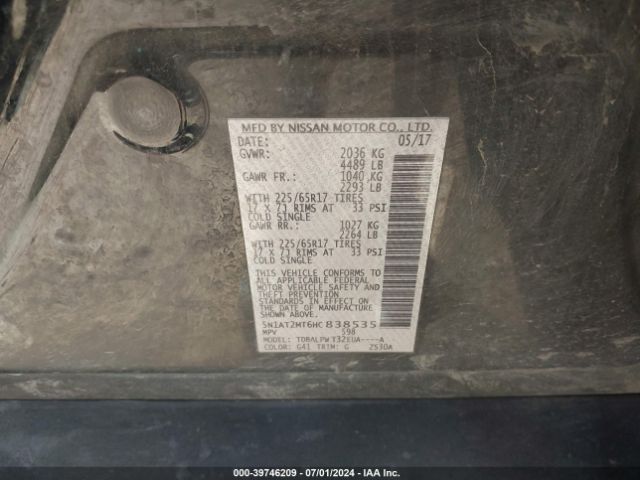 MFD BY NISSAN MOTOR CO., LTD.
DATE: 05/17
GVWR: 2036 KG
4489 LB
GAWR FR.: 1040 KG
2293 LB
WITH 225/65R17 TIRES
17 X 7J RIMS AT 33 PSI
COLD SINGLE
GAWR RR.: 1027 KG
2264 LB
WITH 225/65R17 TIRES
17 X 7J RIMS AT 33 PSI
COLD SINGLE
THIS VEHICLE CONFORMS TO
ALL APPLICABLE FEDERAL
MOTOR VEHICLE SAFETY AND
THEFT PREVENTION
STANDARDS IN EFFECT ON
THE DATE OF MANUFACTURE
SHOWN ABOVE.
5N1AT2MT6HC838535
MPV 598
MODEL: TDBALPW T32EUA----A
COLOR: G41 TRIM: G ZS30A
000-39746209 - 07/01/2024 - IAA Inc.